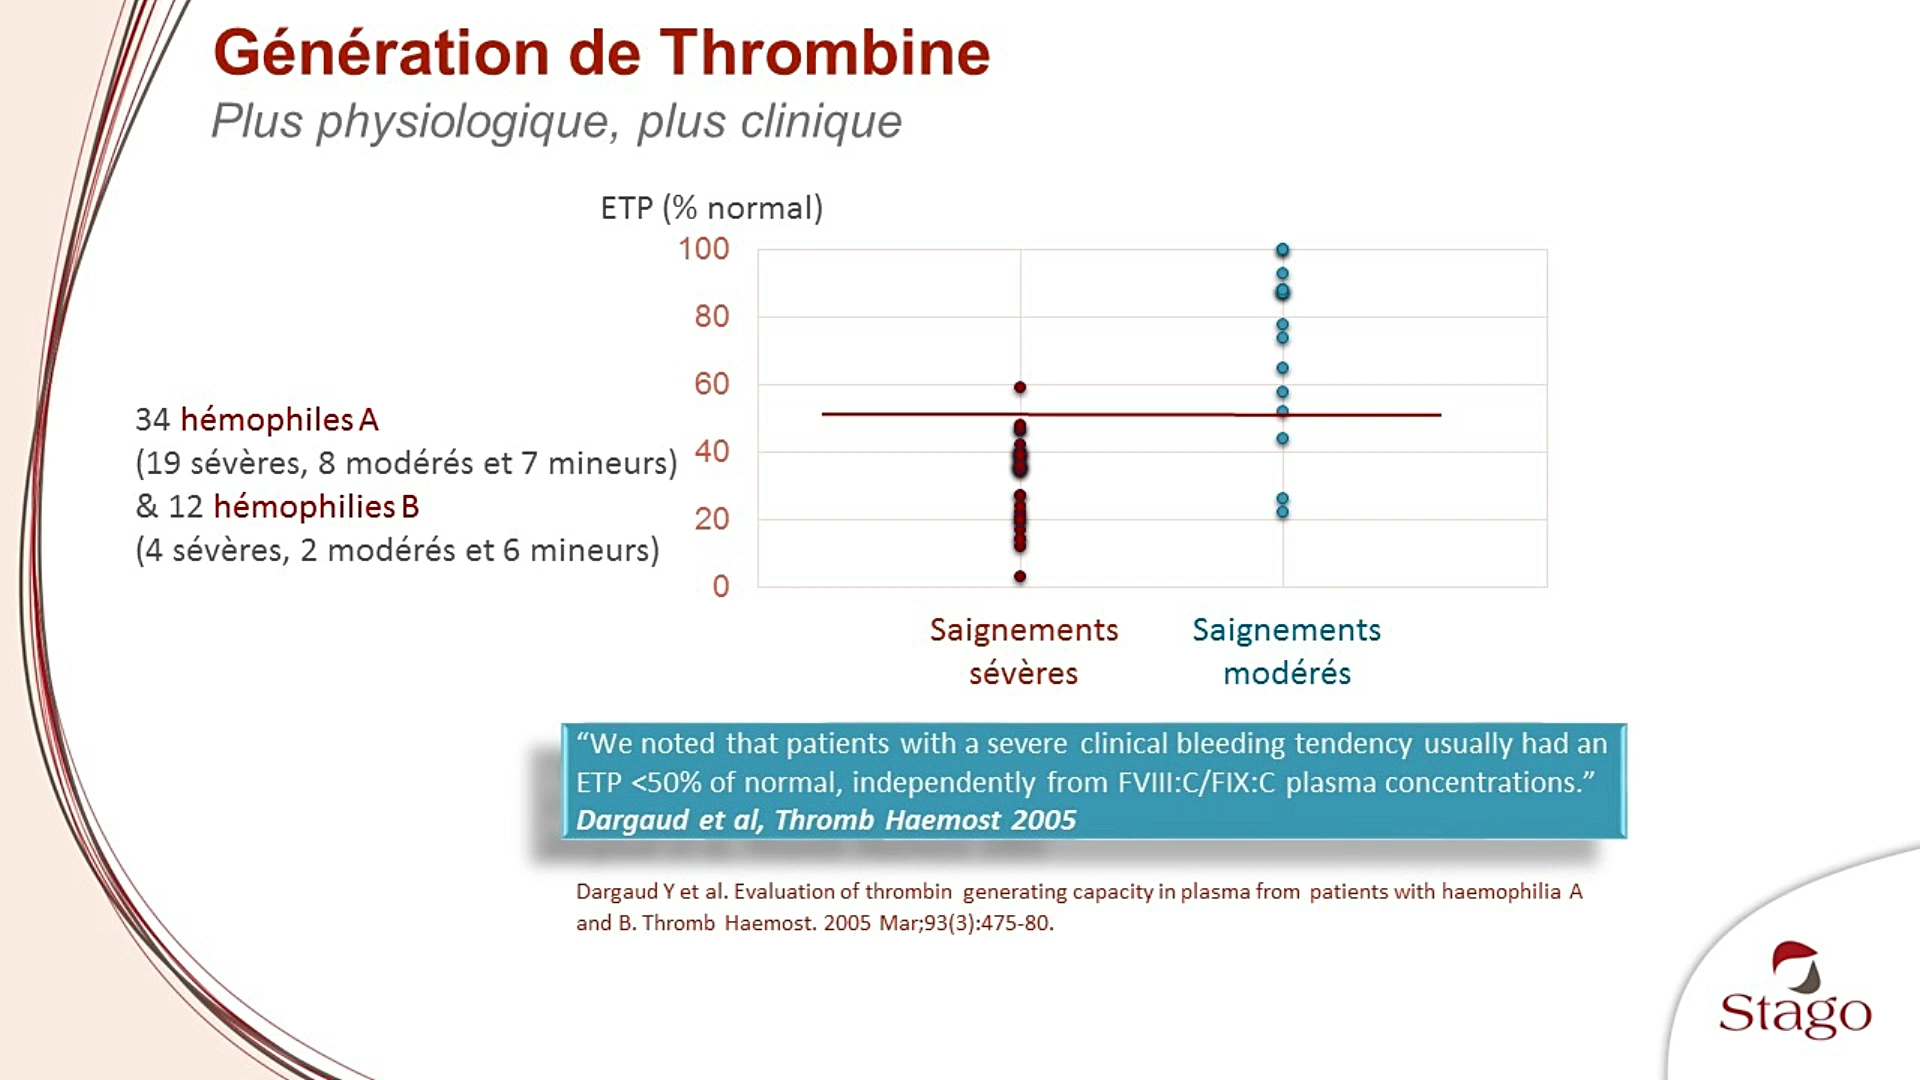 Génération de Thrombine
Plus physiologique, plus clinique
ETP (% normal)
100
80
60
40
20
0
34 hémophiles A
(19 sévères, 8 modérés et 7 mineurs)
& 12 hémophilies B
(4 sévères, 2 modérés et 6 mineurs)
Saignements
sévères
Saignements
modérés
“We noted that patients with a severe clinical bleeding tendency usually had an
ETP <50% of normal, independently from FVIII:C/FIX:C plasma concentrations.”
Dargaud et al, Thromb Haemost 2005
Dargaud Y et al. Evaluation of thrombin generating capacity in plasma from patients with haemophilia A
and B. Thromb Haemost. 2005 Mar;93(3):475-80.
Stago